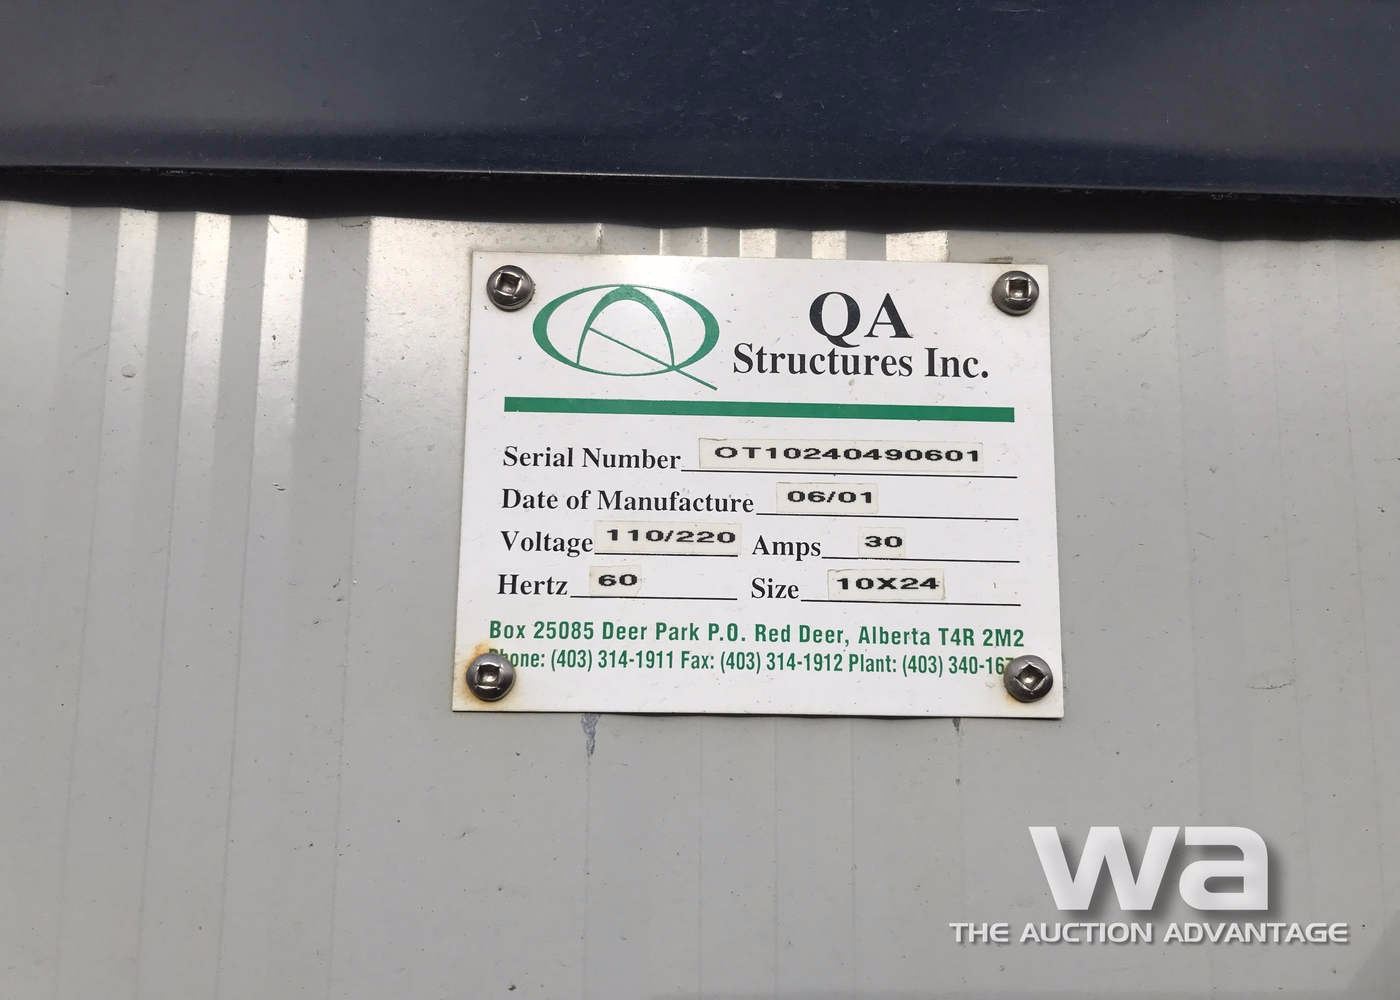 QA
Structures Inc.
Serial Number OT10240490601
Date of Manufacture 06/01
Voltage 110/220 Amps 30
Hertz 60 Size 10X24
Box 25085 Deer Park P.O. Red Deer, Alberta T4R 2M2
Phone: (403) 314-1911 Fax: (403) 314-1912 Plant: (403)
wa
THE AUCTION ADVANTAGE